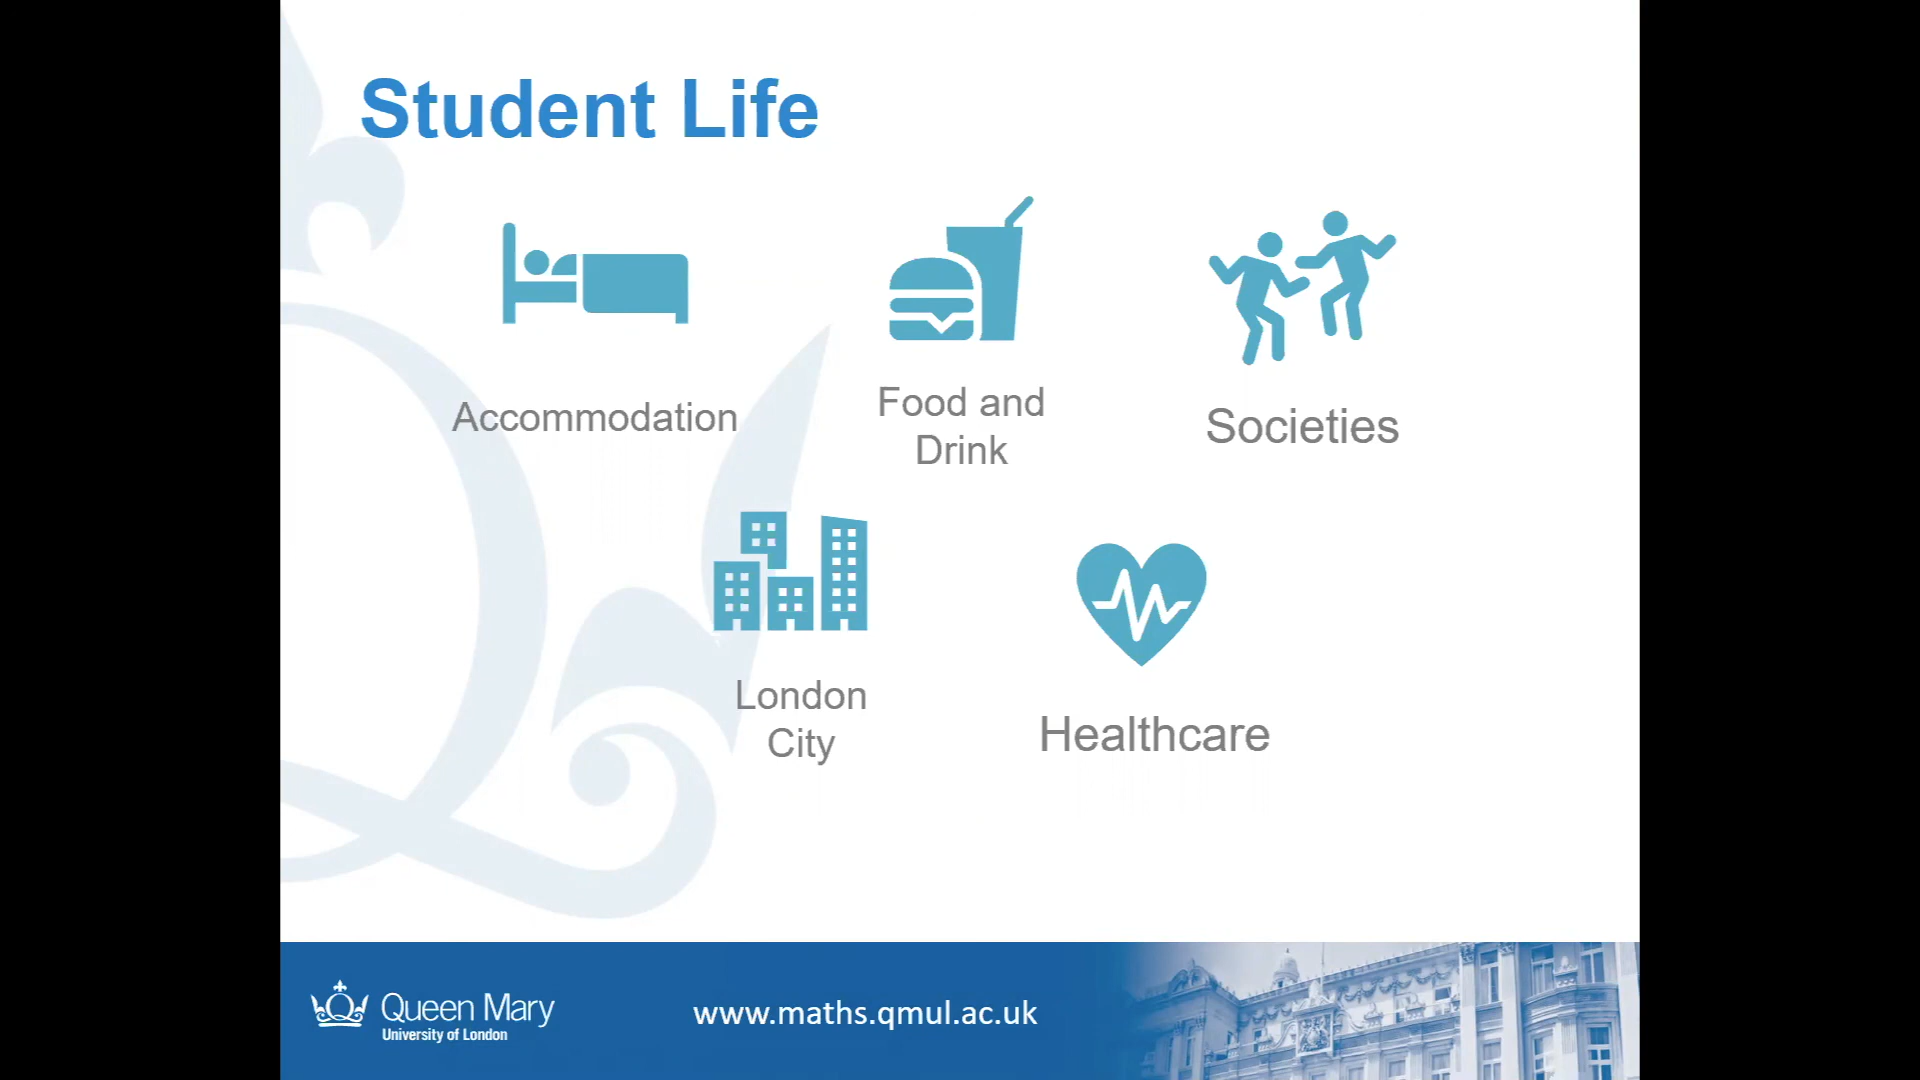 Student Life
Accommodation
Food and
Drink
Societies
London
City
Healthcare
Queen Mary
University of London
www.maths.qmul.ac.uk